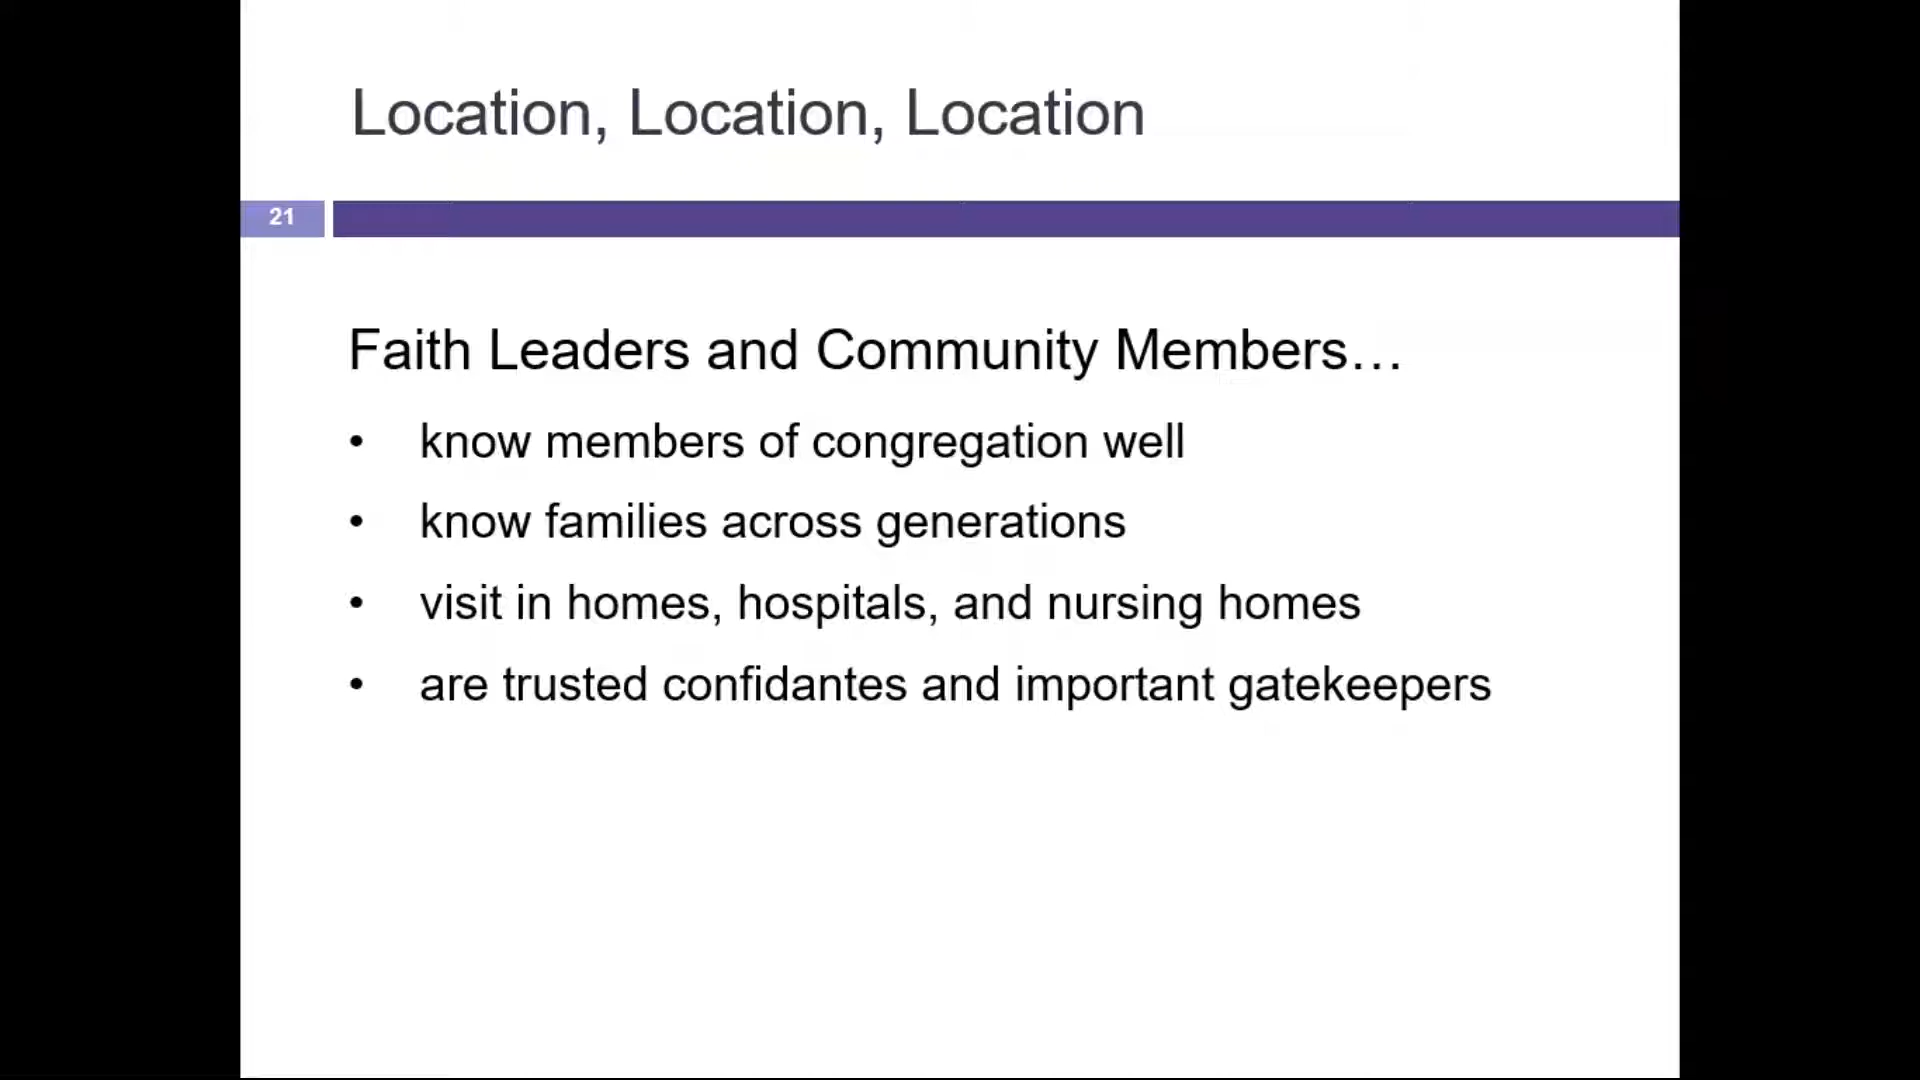 Location, Location, Location
21
Faith Leaders and Community Members…
• know members of congregation well
• know families across generations
• visit in homes, hospitals, and nursing homes
• are trusted confidantes and important gatekeepers